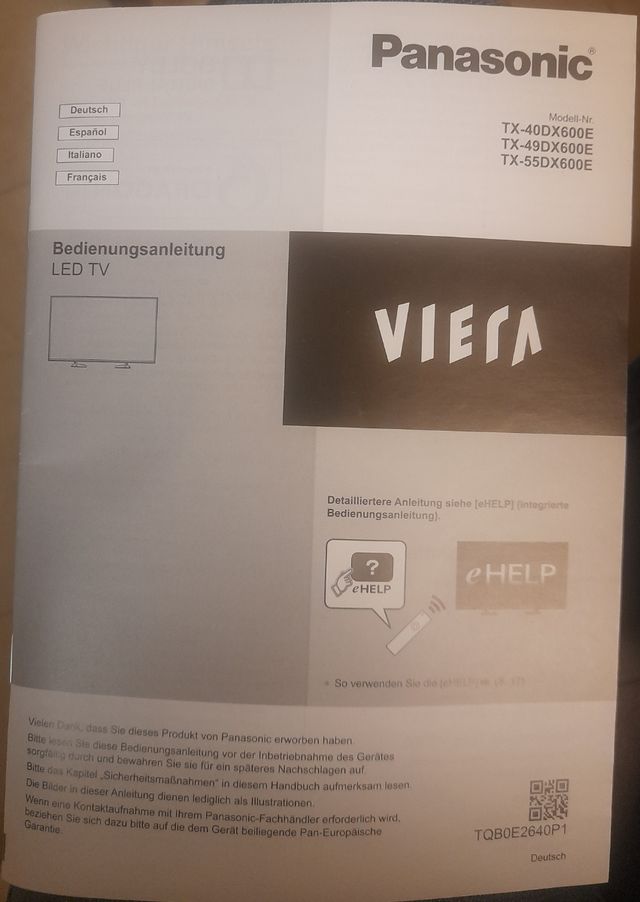 Panasonic®
Deutsch
Español
Italiano
Français
Modell-Nr.
TX-40DX600E
TX-49DX600E
TX-55DX600E
Bedienungsanleitung
LED TV
VIERA
Detailliertere Anleitung siehe [eHELP] (Integrierte
Bedienungsanleitung).
?
eHELP
eHELP
• So verwenden Sie die [eHELP]
Vielen Dank, dass Sie dieses Produkt von Panasonic erworben haben.
Bitte lesen Sie diese Bedienungsanleitung vor der Inbetriebnahme des Gerätes
sorgfältig durch und bewahren Sie sie für ein späteres Nachschlagen auf.
Bitte das Kapitel „Sicherheitsmaßnahmen“ in diesem Handbuch aufmerksam lesen.
Die Bilder in dieser Anleitung dienen lediglich als Illustrationen.
Wenn eine Kontaktaufnahme mit Ihrem Panasonic-Fachhändler erforderlich wird,
beziehen Sie sich dazu bitte auf die dem Gerät beiliegende Pan-Europäische
Garantie.
TQB0E2640P1
Deutsch